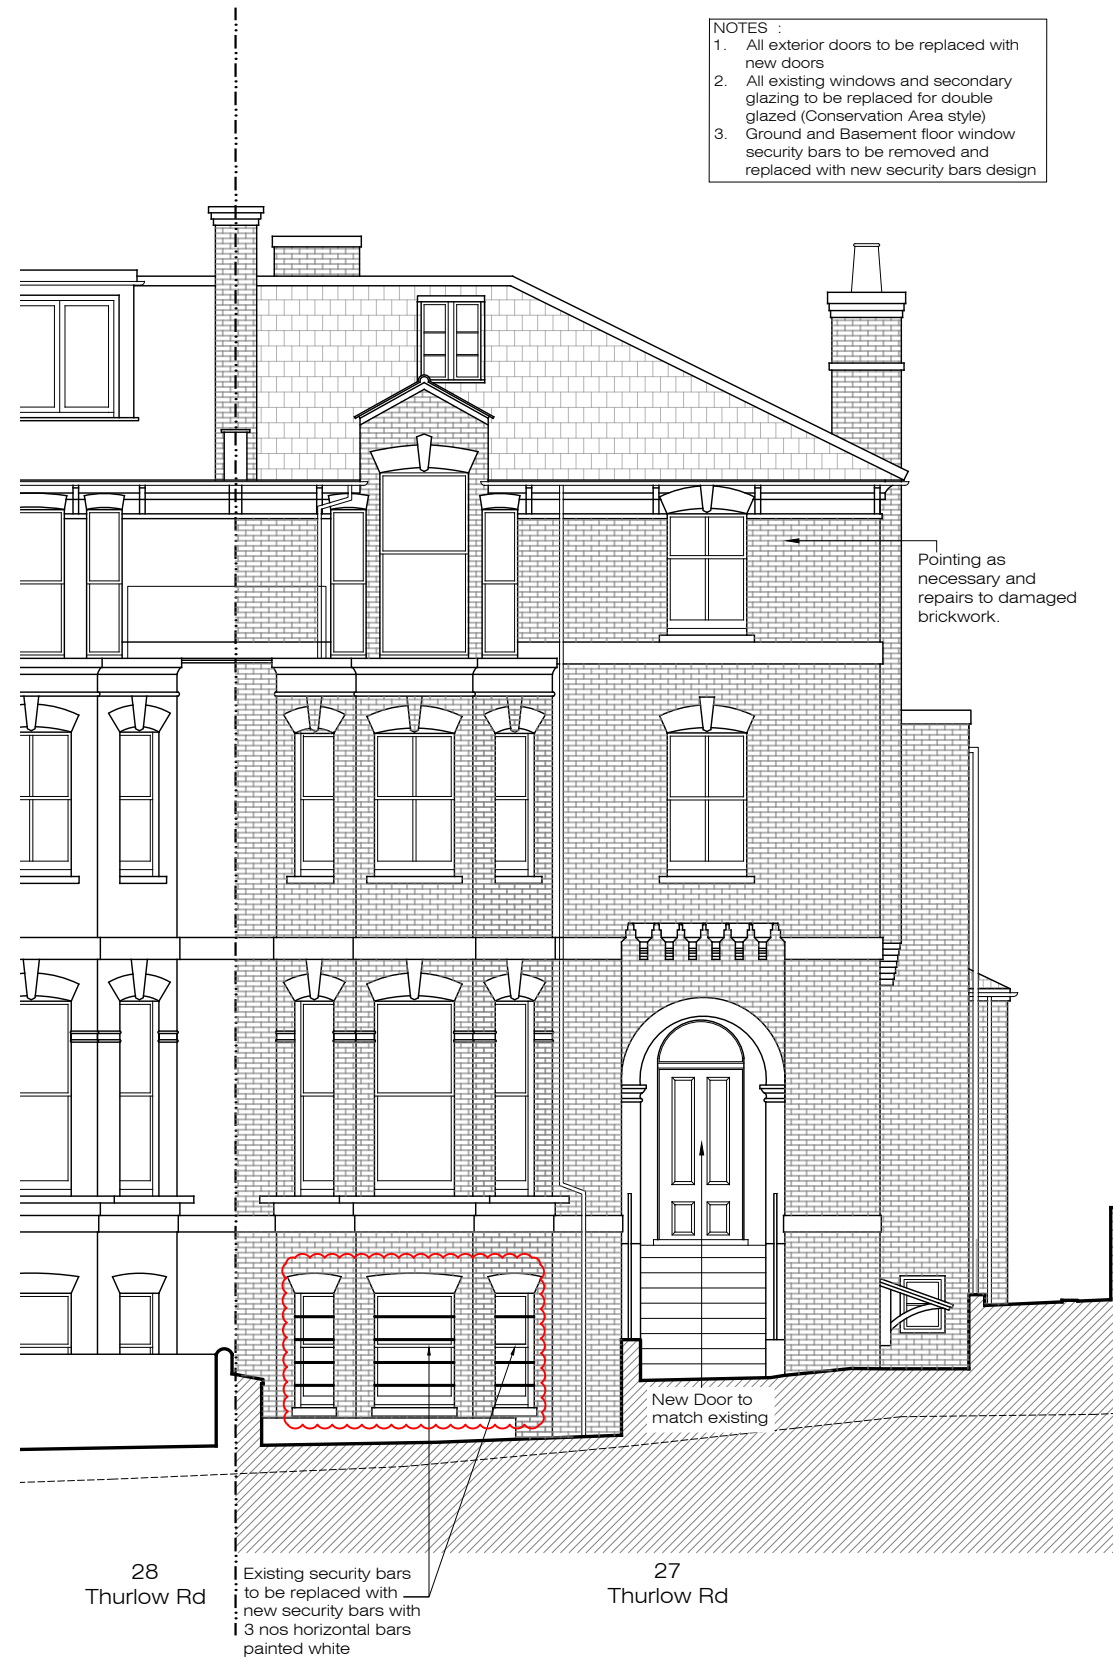 NOTES :
1. All exterior doors to be replaced with
new doors
2. All existing windows and secondary
glazing to be replaced for double
glazed (Conservation Area style)
3. Ground and Basement floor window
security bars to be removed and
replaced with new security bars design
Pointing as
necessary and
repairs to damaged
brickwork.
New Door to
match existing
28
Thurlow Rd
Existing security bars
to be replaced with
new security bars with
3 nos horizontal bars
painted white
27
Thurlow Rd